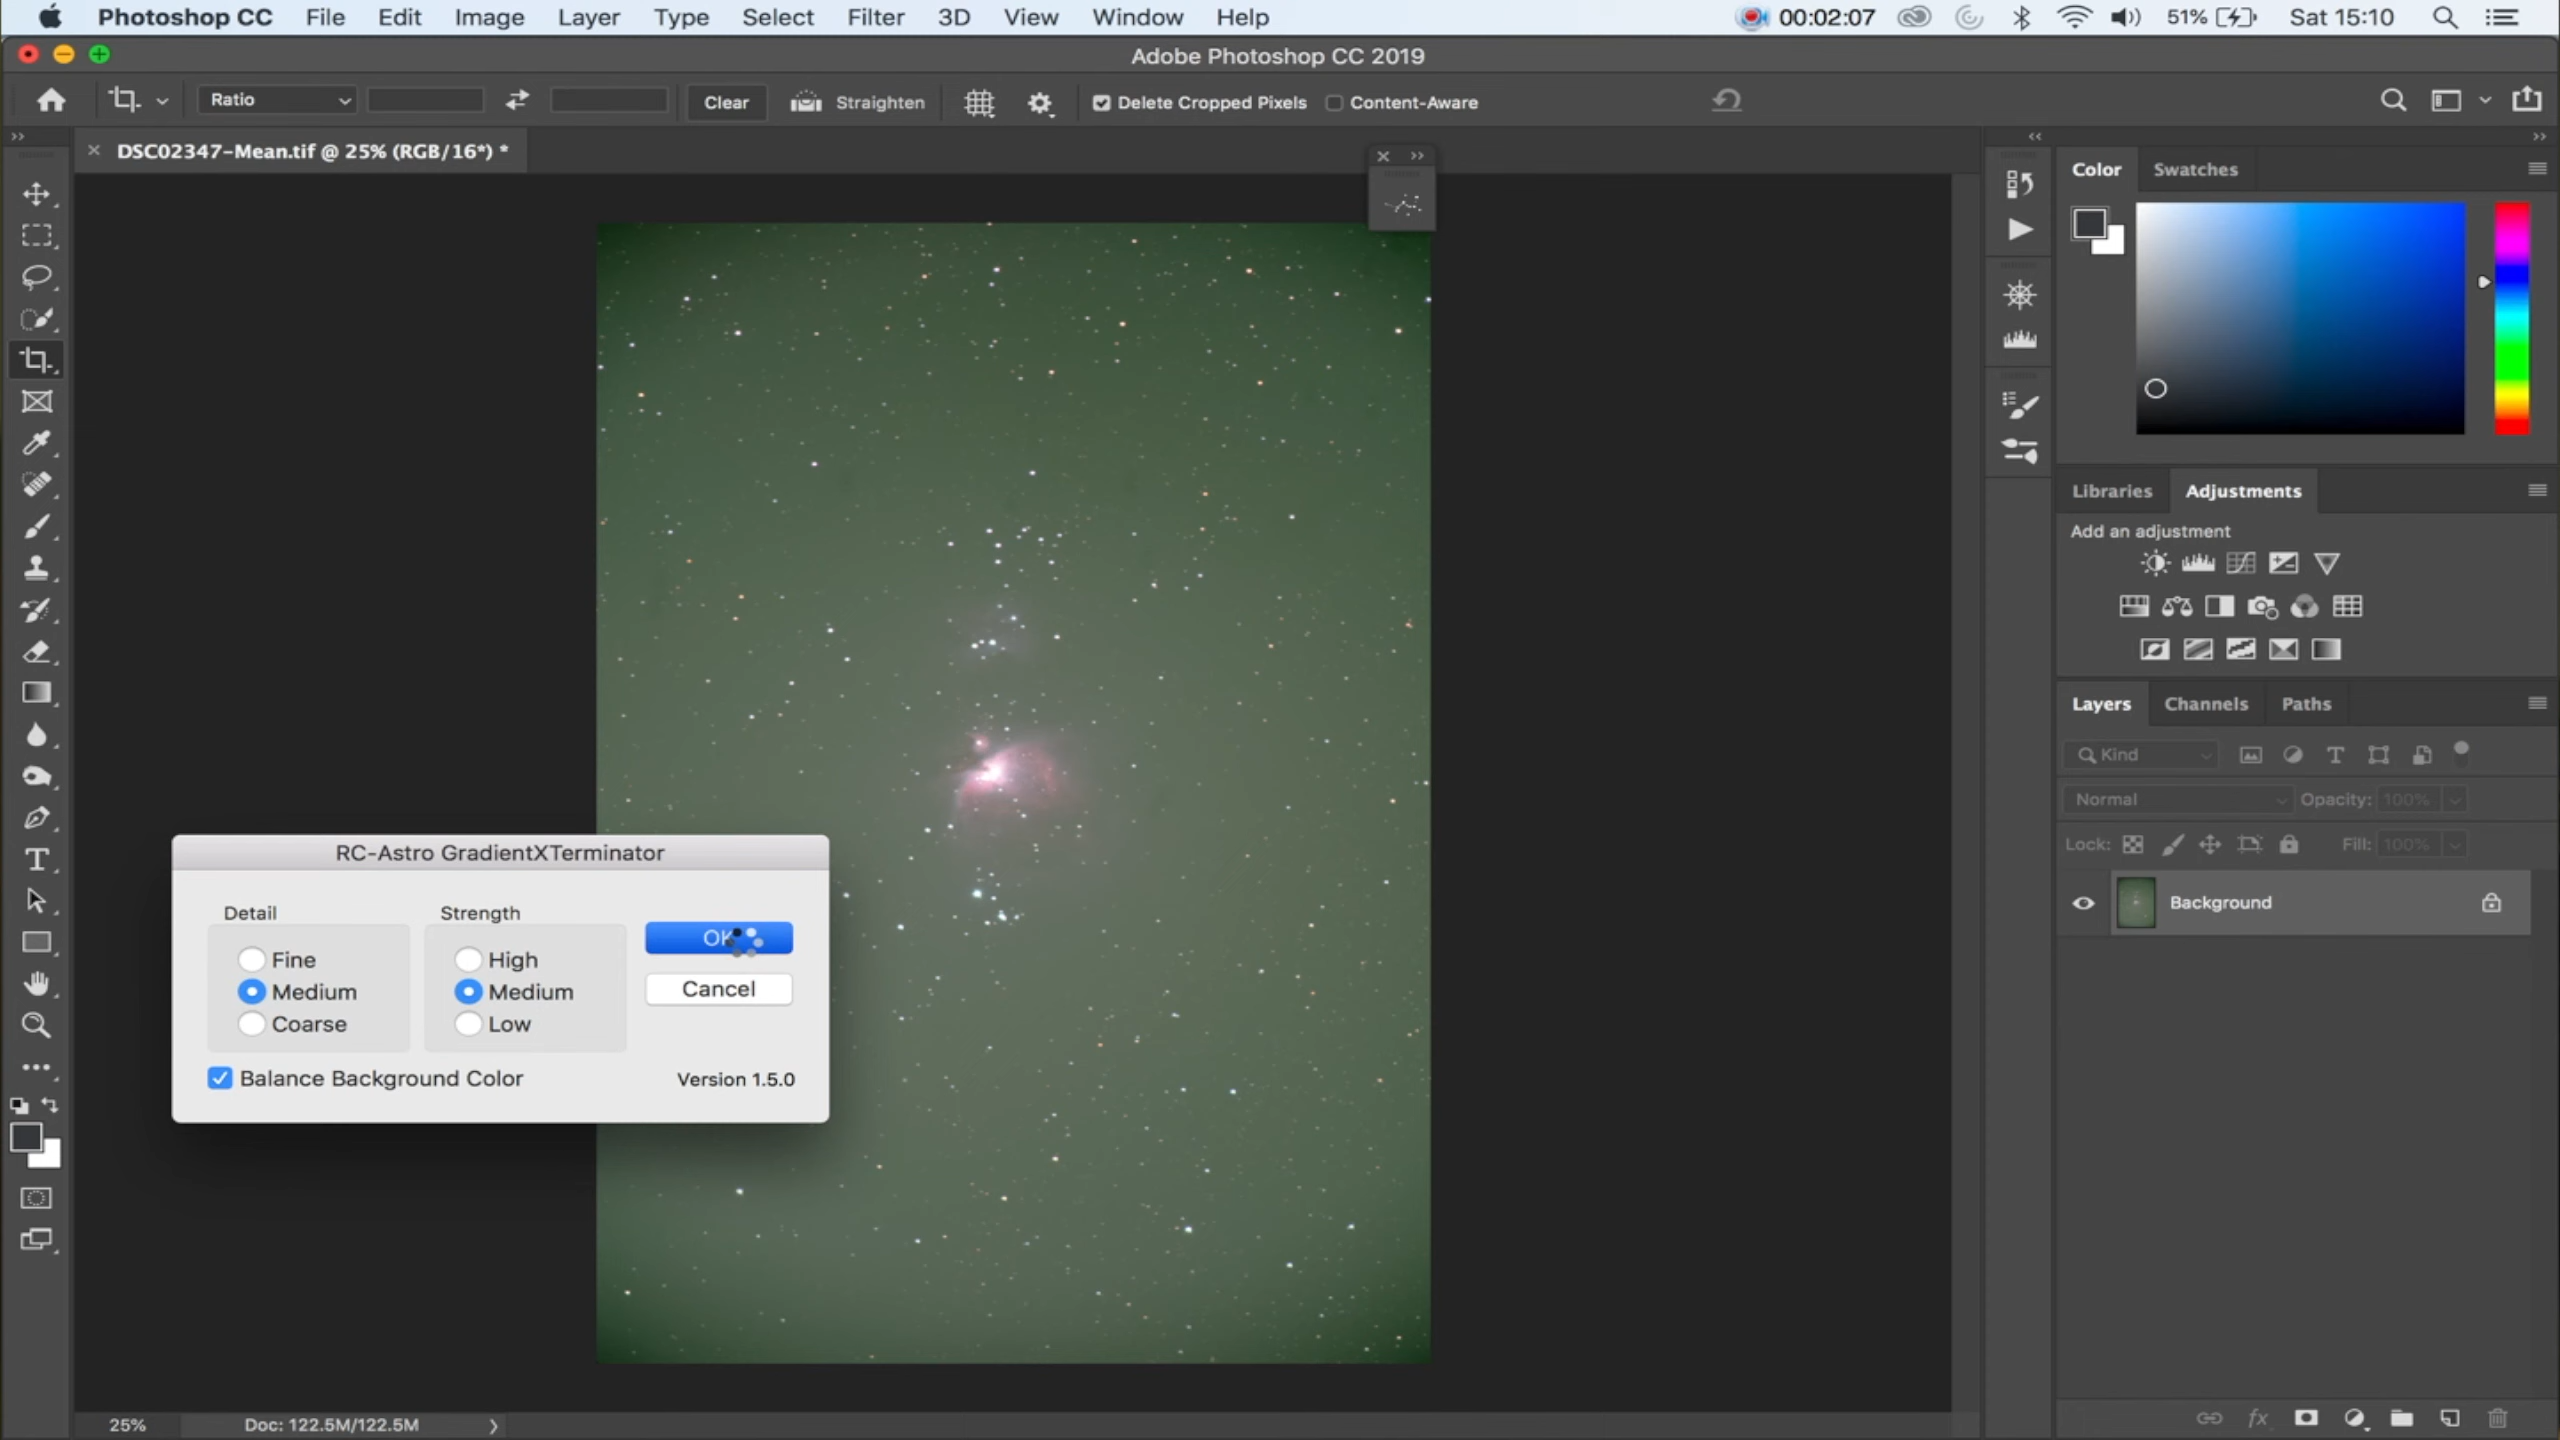 Photoshop CC File Edit Image Layer Type Select Filter 3D View Window Help 00:02:07 51% Sat 15:10
Adobe Photoshop CC 2019
Ratio Clear Straighten Delete Cropped Pixels Content-Aware
DSC02347-Mean.tif @ 25% (RGB/16*) *
Color Swatches
Libraries Adjustments
Add an adjustment
Layers Channels Paths
Kind
Normal Opacity: 100%
Lock: Fill: 100%
Background
RC-Astro GradientXTerminator
Detail Strength
OK
Fine High
Medium Medium
Cancel
Coarse Low
Balance Background Color Version 1.5.0
25% Doc: 122.5M/122.5M
fx